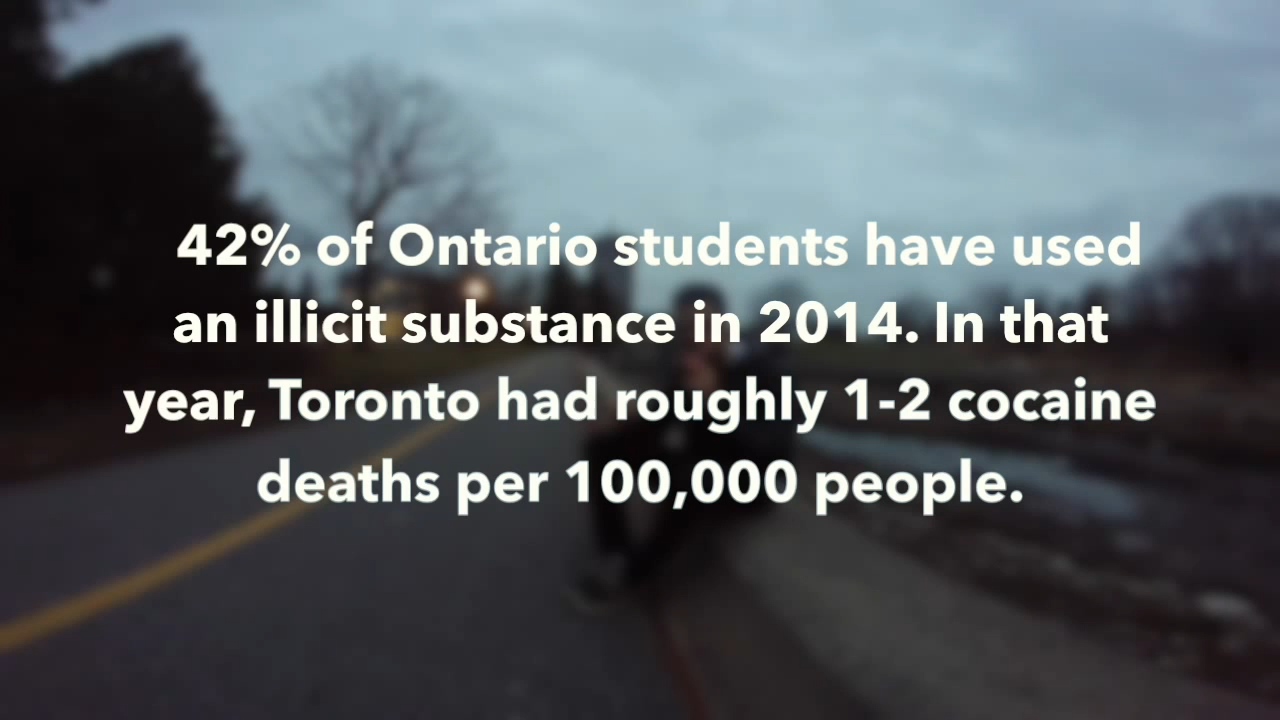 42% of Ontario students have used
an illicit substance in 2014. In that
year, Toronto had roughly 1-2 cocaine
deaths per 100,000 people.